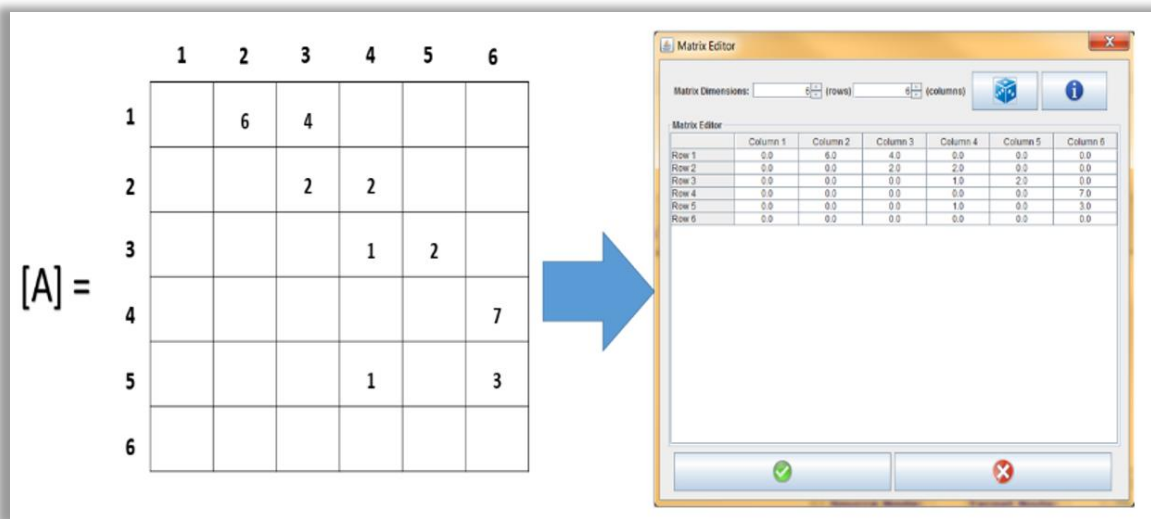 1 2 3 4 5 6
1 6 4
2 2 2
3 1 2
4 7
5 1 3
6
[A] =
Matrix Editor
X
Matrix Dimensions: 6 (rows) 6 (columns)
Matrix Editor
Column 1 Column 2 Column 3 Column 4 Column 5 Column 6
Row 1 0.0 6.0 4.0 0.0 0.0 0.0
Row 2 0.0 0.0 2.0 2.0 0.0 0.0
Row 3 0.0 0.0 0.0 1.0 2.0 0.0
Row 4 0.0 0.0 0.0 0.0 0.0 7.0
Row 5 0.0 0.0 0.0 1.0 0.0 3.0
Row 6 0.0 0.0 0.0 0.0 0.0 0.0